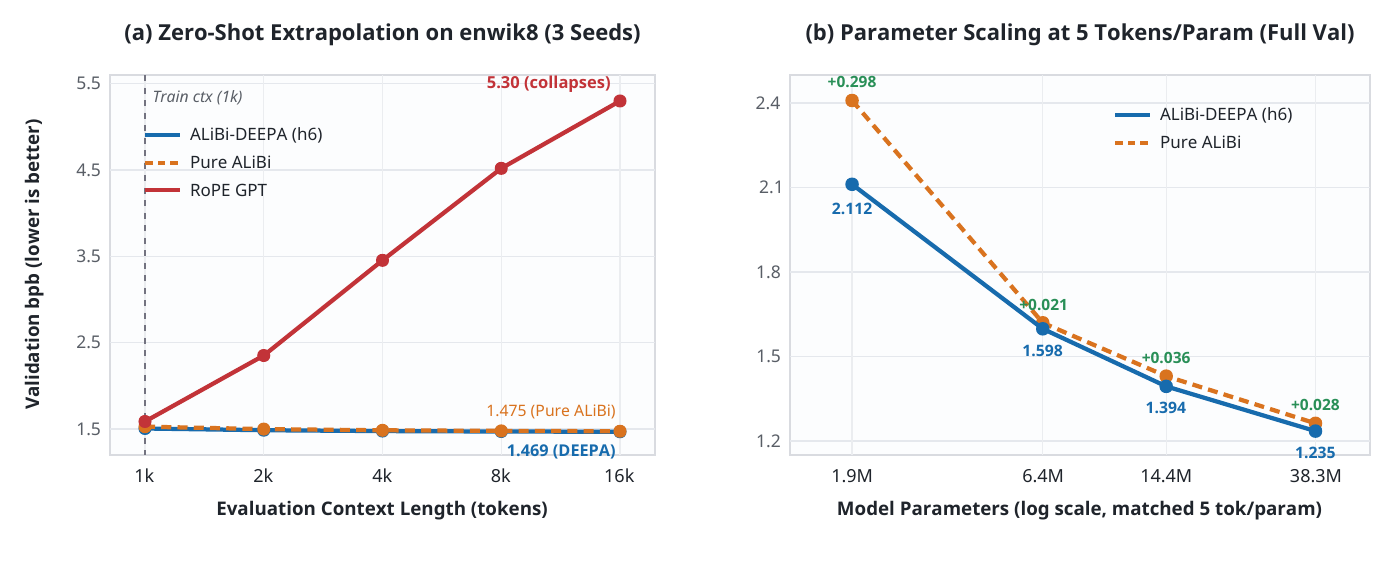 (a) Zero-Shot Extrapolation on enwik8 (3 Seeds)
Validation bpb (lower is better)
5.5
4.5
3.5
2.5
1.5
Train ctx (1k)
ALiBi-DEEPA (h6)
Pure ALiBi
RoPE GPT
5.30 (collapses)
1.475 (Pure ALiBi)
1.469 (DEEPA)
1k
2k
4k
8k
16k
Evaluation Context Length (tokens)
(b) Parameter Scaling at 5 Tokens/Param (Full Val)
2.4
2.1
1.8
1.5
1.2
ALiBi-DEEPA (h6)
Pure ALiBi
+0.298
2.112
+0.021
1.598
+0.036
1.394
+0.028
1.235
1.9M
6.4M
14.4M
38.3M
Model Parameters (log scale, matched 5 tok/param)